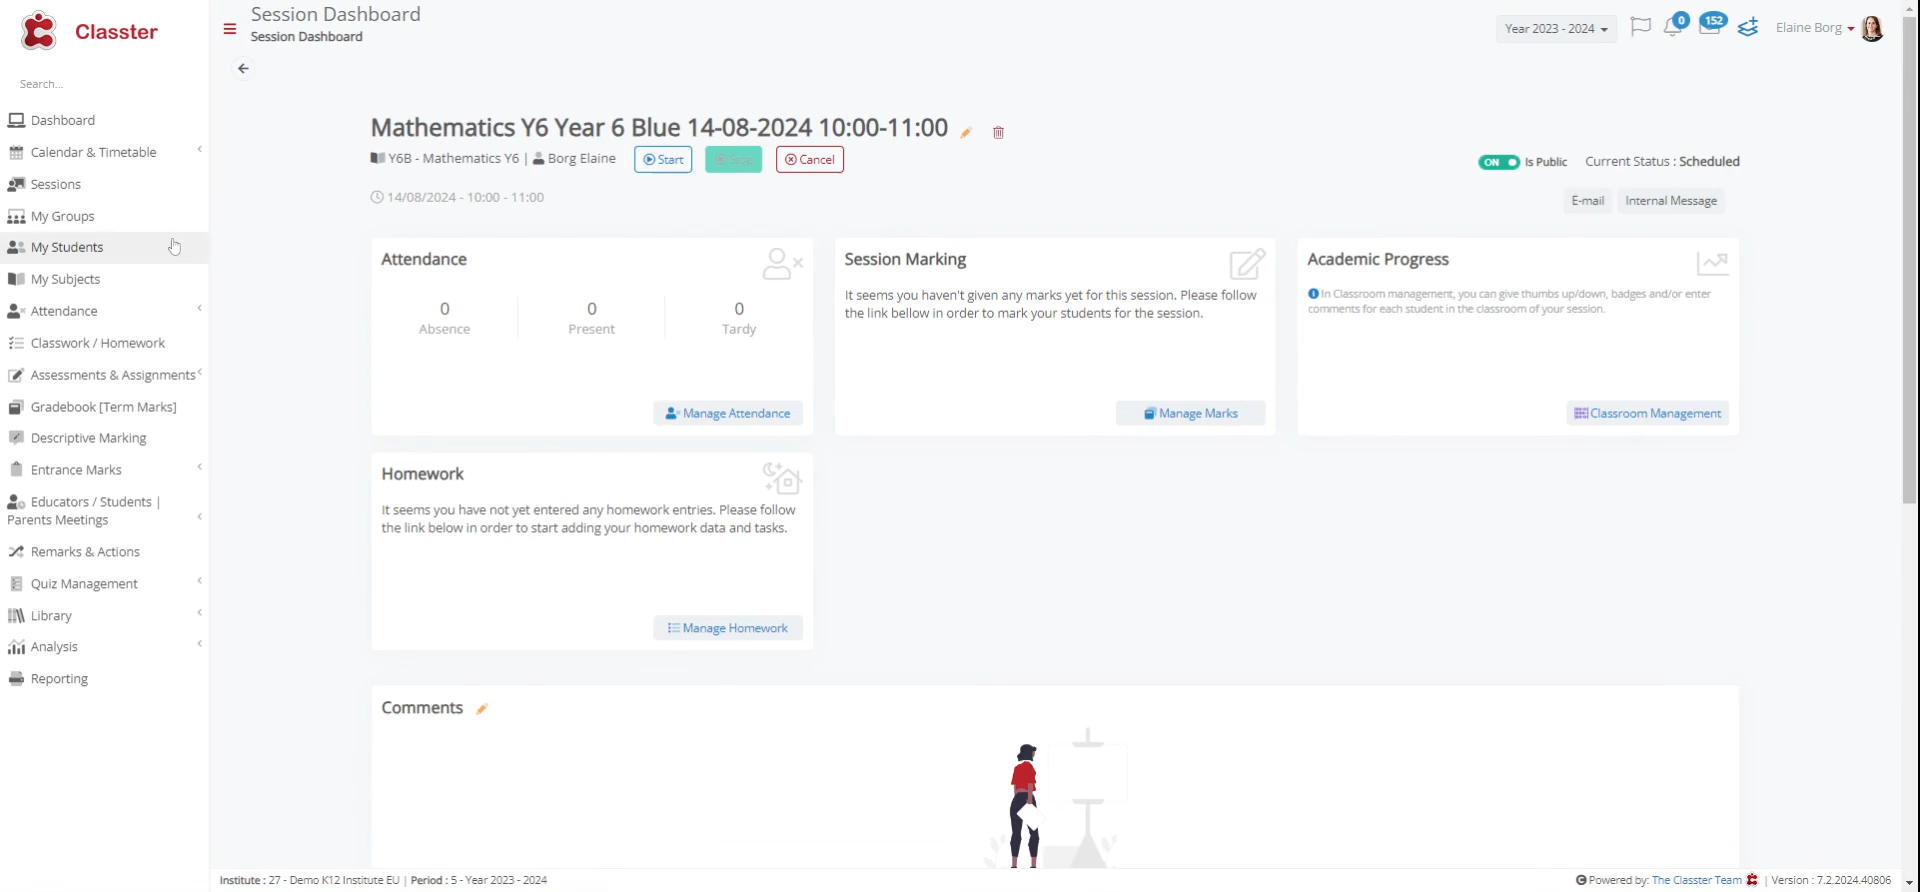 Classter
Session Dashboard
Session Dashboard
Year 2023 - 2024
0
152
Elaine Borg
Search...
Dashboard
Calendar & Timetable
Sessions
My Groups
My Students
My Subjects
Attendance
Classwork / Homework
Assessments & Assignments
Gradebook [Term Marks]
Descriptive Marking
Entrance Marks
Educators / Students |
Parents Meetings
Remarks & Actions
Quiz Management
Library
Analysis
Reporting
Mathematics Y6 Year 6 Blue 14-08-2024 10:00-11:00
Y6B - Mathematics Y6 | Borg Elaine
Start
Cancel
ON
Is Public
Current Status : Scheduled
14/08/2024 - 10:00 - 11:00
E-mail
Internal Message
Attendance
0
Absence
0
Present
0
Tardy
Manage Attendance
Session Marking
It seems you haven't given any marks yet for this session. Please follow
the link bellow in order to mark your students for the session.
Manage Marks
Academic Progress
In Classroom management, you can give thumbs up/down, badges and/or enter
comments for each student in the classroom of your session.
Classroom Management
Homework
It seems you have not yet entered any homework entries. Please follow
the link below in order to start adding your homework data and tasks.
Manage Homework
Comments
Institute : 27 - Demo K12 Institute EU | Period : 5 - Year 2023 - 2024
Powered by: The Classter Team | Version : 7.2.2024.40806